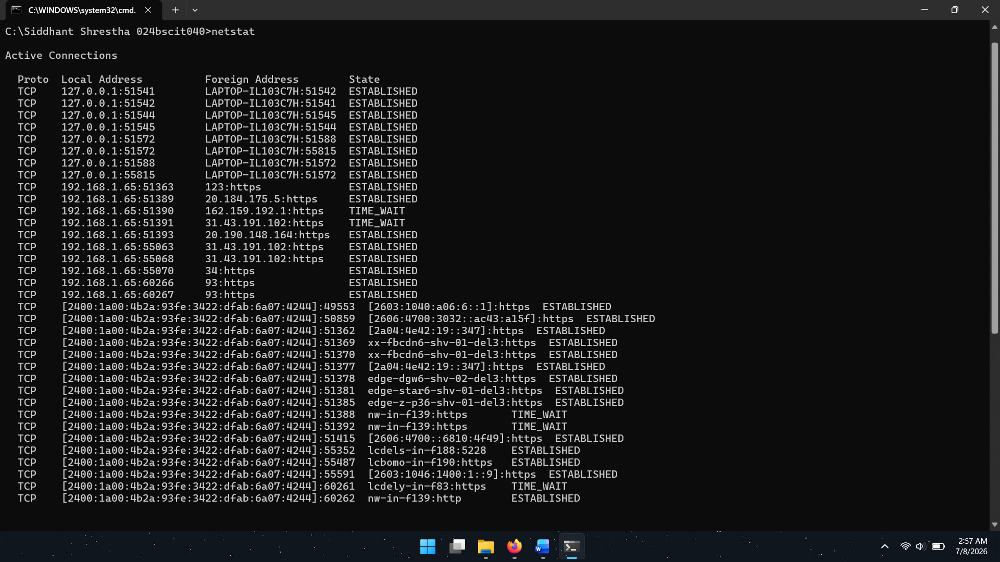 C:\WINDOWS\system32\cmd.
C:\Siddhant Shrestha 024bscit040>netstat
Active Connections
Proto  Local Address          Foreign Address        State
TCP    127.0.0.1:51541        LAPTOP-IL103C7H:51542  ESTABLISHED
TCP    127.0.0.1:51542        LAPTOP-IL103C7H:51541  ESTABLISHED
TCP    127.0.0.1:51544        LAPTOP-IL103C7H:51545  ESTABLISHED
TCP    127.0.0.1:51545        LAPTOP-IL103C7H:51544  ESTABLISHED
TCP    127.0.0.1:51572        LAPTOP-IL103C7H:51588  ESTABLISHED
TCP    127.0.0.1:51572        LAPTOP-IL103C7H:55815  ESTABLISHED
TCP    127.0.0.1:51588        LAPTOP-IL103C7H:51572  ESTABLISHED
TCP    127.0.0.1:55815        LAPTOP-IL103C7H:51572  ESTABLISHED
TCP    192.168.1.65:51363     123:https              ESTABLISHED
TCP    192.168.1.65:51389     20.184.175.5:https     ESTABLISHED
TCP    192.168.1.65:51390     162.159.192.1:https    TIME_WAIT
TCP    192.168.1.65:51391     31.43.191.102:https    TIME_WAIT
TCP    192.168.1.65:51393     20.190.148.164:https   ESTABLISHED
TCP    192.168.1.65:55063     31.43.191.102:https    ESTABLISHED
TCP    192.168.1.65:55068     31.43.191.102:https    ESTABLISHED
TCP    192.168.1.65:55070     34:https               ESTABLISHED
TCP    192.168.1.65:60266     93:https               ESTABLISHED
TCP    192.168.1.65:60267     93:https               ESTABLISHED
TCP    [2400:1a00:4b2a:93fe:3422:dfab:6a07:4244]:49553  [2603:1040:a06:6::1]:https  ESTABLISHED
TCP    [2400:1a00:4b2a:93fe:3422:dfab:6a07:4244]:50859  [2606:4700:3032::ac43:a15f]:https  ESTABLISHED
TCP    [2400:1a00:4b2a:93fe:3422:dfab:6a07:4244]:51362  [2a04:4e42:19::347]:https  ESTABLISHED
TCP    [2400:1a00:4b2a:93fe:3422:dfab:6a07:4244]:51369  xx-fbcdn6-shv-01-del3:https  ESTABLISHED
TCP    [2400:1a00:4b2a:93fe:3422:dfab:6a07:4244]:51370  xx-fbcdn6-shv-01-del3:https  ESTABLISHED
TCP    [2400:1a00:4b2a:93fe:3422:dfab:6a07:4244]:51377  [2a04:4e42:19::347]:https  ESTABLISHED
TCP    [2400:1a00:4b2a:93fe:3422:dfab:6a07:4244]:51378  edge-dgw6-shv-02-del3:https  ESTABLISHED
TCP    [2400:1a00:4b2a:93fe:3422:dfab:6a07:4244]:51381  edge-star6-shv-01-del3:https  ESTABLISHED
TCP    [2400:1a00:4b2a:93fe:3422:dfab:6a07:4244]:51385  edge-z-p36-shv-01-del3:https  ESTABLISHED
TCP    [2400:1a00:4b2a:93fe:3422:dfab:6a07:4244]:51388  nw-in-f139:https       TIME_WAIT
TCP    [2400:1a00:4b2a:93fe:3422:dfab:6a07:4244]:51392  nw-in-f139:https       TIME_WAIT
TCP    [2400:1a00:4b2a:93fe:3422:dfab:6a07:4244]:51415  [2606:4700::6810:4f49]:https  ESTABLISHED
TCP    [2400:1a00:4b2a:93fe:3422:dfab:6a07:4244]:55352  lcdels-in-f188:5228    ESTABLISHED
TCP    [2400:1a00:4b2a:93fe:3422:dfab:6a07:4244]:55487  lcbomo-in-f190:https   ESTABLISHED
TCP    [2400:1a00:4b2a:93fe:3422:dfab:6a07:4244]:55591  [2603:1046:1400:1::9]:https  ESTABLISHED
TCP    [2400:1a00:4b2a:93fe:3422:dfab:6a07:4244]:60261  lcdely-in-f83:https    TIME_WAIT
TCP    [2400:1a00:4b2a:93fe:3422:dfab:6a07:4244]:60262  nw-in-f139:http        ESTABLISHED
2:57 AM
7/8/2026